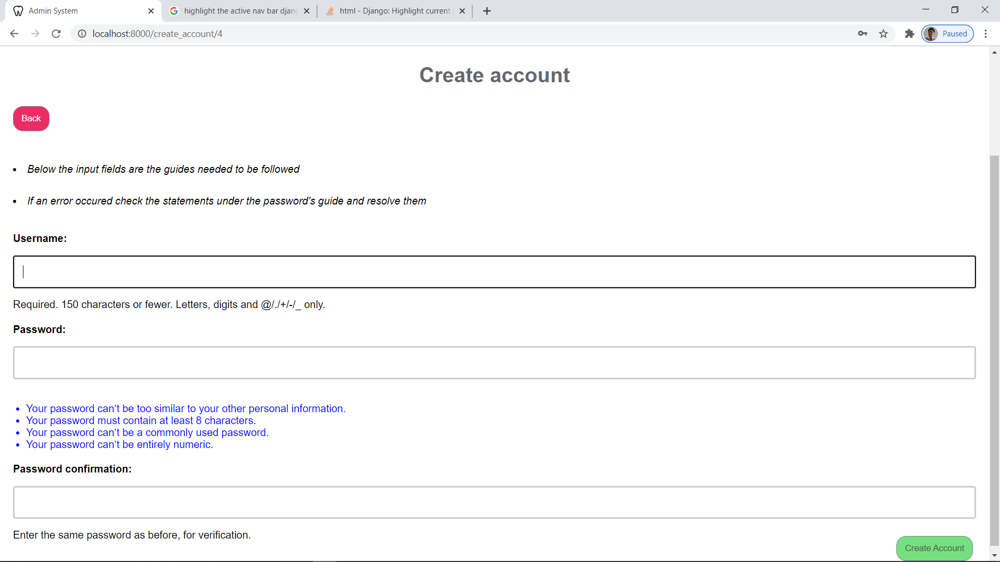 Admin System
highlight the active nav bar djang
html - Django: Highlight current
localhost:8000/create_account/4
Paused
Create account
Back
Below the input fields are the guides needed to be followed
If an error occured check the statements under the password's guide and resolve them
Username:
Required. 150 characters or fewer. Letters, digits and @/./+/-/_ only.
Password:
Your password can’t be too similar to your other personal information.
Your password must contain at least 8 characters.
Your password can’t be a commonly used password.
Your password can’t be entirely numeric.
Password confirmation:
Enter the same password as before, for verification.
Create Account